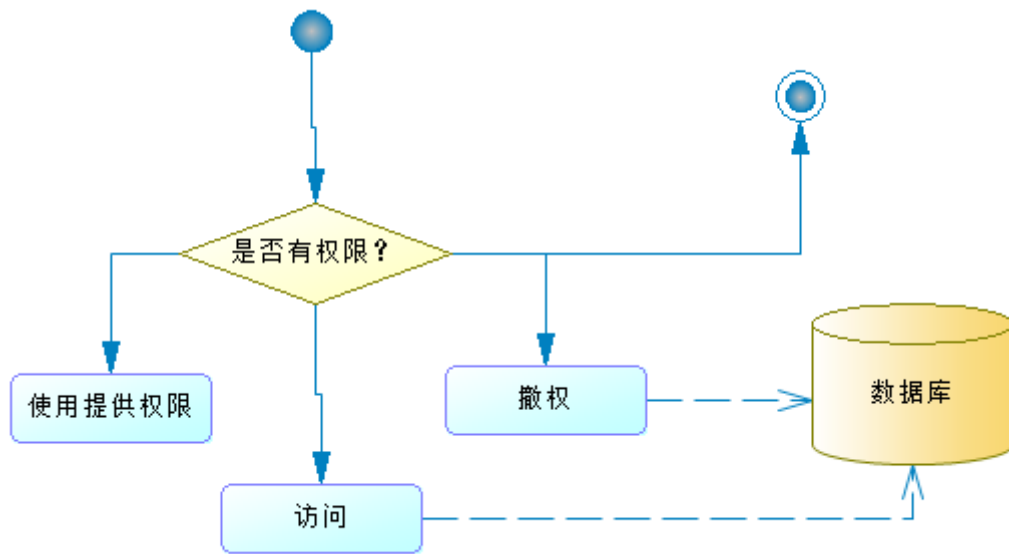 是否有权限？
使用提供权限
撤权
数据库
访问